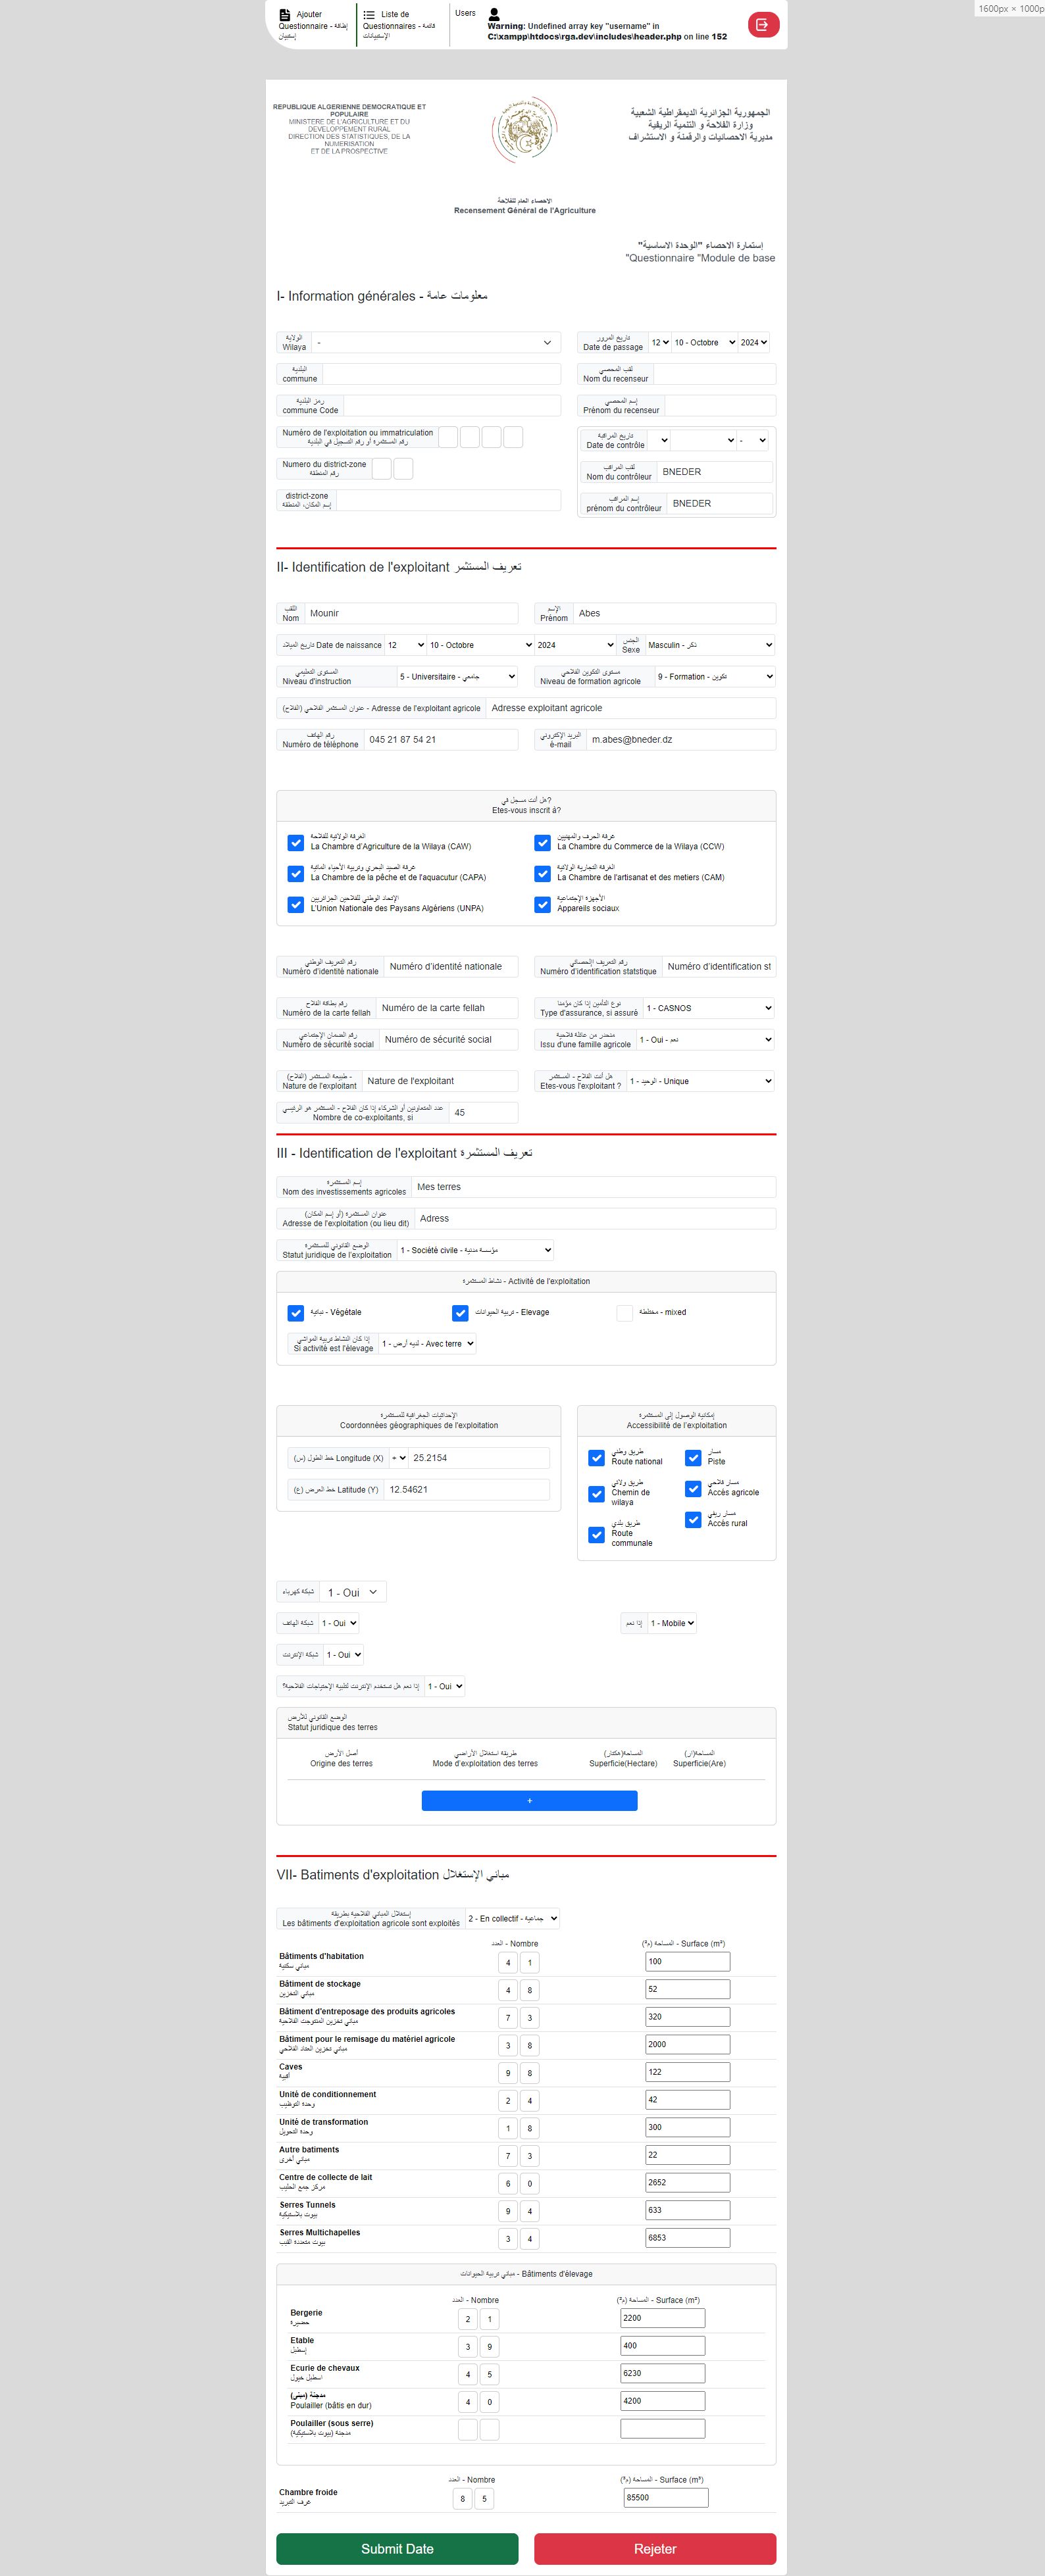 1600px × 1000p
Ajouter
Questionnaire - إظافة
إستبيان
Liste de
Questionnaires - قائمة
الإستبيانات
Users
Warning: Undefined array key "username" in
C:\xampp\htdocs\rga.dev\includes\header.php on line 152
REPUBLIQUE ALGERIENNE DEMOCRATIQUE ET
POPULAIRE
MINISTERE DE L'AGRICULTURE ET DU
DEVELOPPEMENT RURAL
DIRECTION DES STATISTIQUES, DE LA
NUMERISATION
ET DE LA PROSPECTIVE
الجمهورية الجزائرية الديمقراطية الشعبية
وزارة الفلاحة و التنمية الريفية
مديرية الاحصائيات والرقمنة و الاستشراف
الاحصاء العام للفلاحة
Recensement Général de l'Agriculture
إستمارة الاحصاء "الوحدة الاساسية"
"Questionnaire "Module de base
I- Information générales - معلومات عامة
الولاية
Wilaya
-
تاريخ المرور
Date de passage
12
10 - Octobre
2024
البلدية
commune
لقب المحصي
Nom du recenseur
رمز البلدية
commune Code
إسم المحصي
Prénom du recenseur
Numéro de l'exploitation ou immatriculation
رقم المستثمرة أو رقم التسجيل في البلدية
تاريخ المراقبة
Date de contrôle
-
Numero du district-zone
رقم المنطقة
لقب المراقب
Nom du contrôleur
BNEDER
district-zone
إسم المكان، المنطقة
إسم المراقب
prénom du contrôleur
BNEDER
II- Identification de l'exploitant تعريف المستثمر
اللقب
Nom
Mounir
الإسم
Prénom
Abes
تاريخ الميلاد Date de naissance
12
10 - Octobre
2024
الجنس
Sexe
Masculin - ذكر
المستوى التعليمي
Niveau d'instruction
5 - Universitaire - جامعي
مستوى التكوين الفلاحي
Niveau de formation agricole
9 - Formation - تكوين
عنوان المستثمر الفلاحي (الفلاح) - Adresse de l'exploitant agricole
Adresse exploitant agricole
رقم الهاتف
Numéro de téléphone
045 21 87 54 21
البريد الإكتروني
é-mail
m.abes@bneder.dz
هل أنت مسجل في?
Etes-vous inscrit à?
الغرفة الولائية للفلاحة
La Chambre d'Agriculture de la Wilaya (CAW)
غرفة الحرف والمهنيين
La Chambre du Commerce de la Wilaya (CCW)
غرفة الصيد البحري وتربية الأحياء المائية
La Chambre de la pêche et de l'aquacutur (CAPA)
الغرفة التجارية الولائية
La Chambre de l'artisanat et des metiers (CAM)
الإتحاد الوطني للفلاحين الجزائريين
L'Union Nationale des Paysans Algériens (UNPA)
الأجهزة الإجتماعية
Appareils sociaux
رقم التعريف الوطني
Numéro d'identité nationale
Numéro d'identité nationale
رقم التعريف الإحصائي
Numéro d'identification statstique
Numéro d'identification st
رقم بطاقة الفلاح
Numéro de la carte fellah
Numéro de la carte fellah
نوع التأمين إذا كان مؤمنا
Type d'assurance, si assuré
1 - CASNOS
رقم الضمان الإجتماعي
Numéro de sécurité social
Numéro de sécurité social
منحدر من عائلة فلاحية
Issu d'une famille agricole
1 - Oui - نعم
طبيعة المستثمر (الفلاح) -
Nature de l'exploitant
Nature de l'exploitant
هل أنت الفلاح - المستثمر
Etes-vous l'exploitant ?
1 - الوحيد - Unique
عدد المتعاونين أو الشركاء إذا كان الفلاح - المستثمر هو الرئيسي
Nombre de co-exploitants, si
45
III - Identification de l'exploitant تعريف المستثمرة
إسم المستثمرة
Nom des investissements agricoles
Mes terres
عنوان المستثمرة (أو إسم المكان)
Adresse de l'exploitation (ou lieu dit)
Adress
الوضع القانوني للمستثمرة
Statut juridique de l'exploitation
1 - Société civile - مؤسسة مدنية
نشاط المستثمرة - Activité de l'exploitation
نباتية - Végétale
تربية الحيوانات - Elevage
مختلطة - mixed
إذا كان النشاط تربية المواشي
Si activité est l'élevage
1 - لديه أرض - Avec terre
الإحداثيات الجغرافية للمستثمرة
Coordonnées géographiques de l'exploitation
إمكانية الوصول إلى المستثمرة
Accessibilité de l'exploitation
خط الطول (س) Longitude (X)
+
25.2154
خط العرض (ع) Latitude (Y)
12.54621
طريق وطني
Route national
مسار
Piste
طريق ولائي
Chemin de
wilaya
مسار فلاحي
Accès agricole
طريق بلدي
Route
communale
مسار ريفي
Accès rural
شبكة كهرباء
1 - Oui
شبكة الهاتف
1 - Oui
إذا نعم
1 - Mobile
شبكة الإنترنت
1 - Oui
إذا نعم هل تستخدم الإنترنت لتلبية الإحتياجات الفلاحية؟
1 - Oui
الوضع القانوني للأرض
Statut juridique des terres
أصل الأرض
Origine des terres
طريقة استغلال الأراضي
Mode d'exploitation des terres
المساحة(هكتار)
Superficie(Hectare)
المساحة(ار)
Superficie(Are)
+
VII- Batiments d'exploitation مباني الإستغلال
إستغلال المباني الفلاحية بطريقة
Les bâtiments d'exploitation agricole sont exploités
2 - En collectif - جماعية
العدد - Nombre
المساحة (م²) - Surface (m²)
Bâtiments d'habitation
مباني سكنية
4 1
100
Bâtiment de stockage
مباني التخزين
4 8
52
Bâtiment d'entreposage des produits agricoles
مباني تخزين المنتوجت الفلاحية
7 3
320
Bâtiment pour le remisage du matériel agricole
مباني تخزين العتاد الفلاحي
3 8
2000
Caves
أقبية
9 8
122
Unité de conditionnement
وحدة التوظيب
2 4
42
Unité de transformation
وحدة التحويل
1 8
300
Autre batiments
مباني أخرى
7 3
22
Centre de collecte de lait
مركز جمع الحليب
6 0
2652
Serres Tunnels
بيوت بلاستيكية
9 4
633
Serres Multichapelles
بيوت متعددة القبب
3 4
6853
مباني تربية الحيوانات - Bâtiments d'élevage
العدد - Nombre
المساحة (م²) - Surface (m²)
Bergerie
حضيرة
2 1
2200
Etable
إسطبل
3 9
400
Ecurie de chevaux
اسطبل خيول
4 5
6230
مدجنة (مبنى)
Poulailler (bâtis en dur)
4 0
4200
Poulailler (sous serre)
مدجنة (بيوت بلاستيكية)
العدد - Nombre
المساحة (م²) - Surface (m²)
Chambre froide
غرف التبريد
8 5
85500
Submit Date
Rejeter